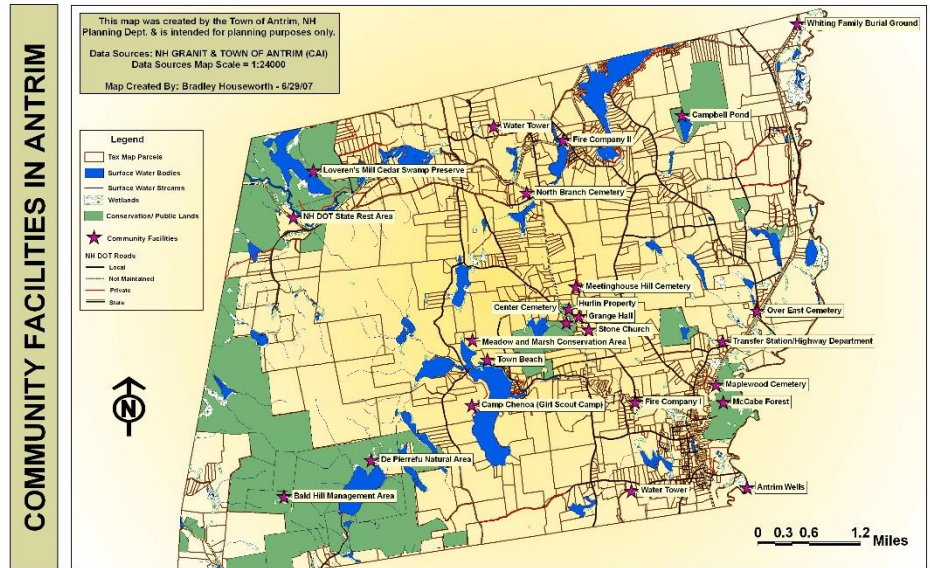 COMMUNITY FACILITIES IN ANTRIM
This map was created by the Town of Antrim, NH
Planning Dept. & is intended for planning purposes only.
Data Sources: NH GRANIT & TOWN OF ANTRIM (CAI)
Data Sources Map Scale = 1:24000
Map Created By: Bradley Houseworth - 6/29/07
Legend
Tax Map Parcels
Surface Water Bodies
Surface Water Streams
Wetlands
Conservation/ Public Lands
Community Facilities
NH DOT Roads
Local
Not Maintained
Private
State
N
Whiting Family Burial Ground
Campbell Pond
Water Tower
Fire Company II
Loveren's Mill Cedar Swamp Preserve
North Branch Cemetery
NH DOT State Rest Area
Meetinghouse Hill Cemetery
Center Cemetery
Hurlin Property
Grange Hall
Stone Church
Over East Cemetery
Meadow and Marsh Conservation Area
Transfer Station/Highway Department
Town Beach
Maplewood Cemetery
Camp Chenoa (Girl Scout Camp)
Fire Company I
McCabe Forest
De Pierrefu Natural Area
Bald Hill Management Area
Water Tower
Antrim Wells
0 0.3 0.6 1.2
Miles